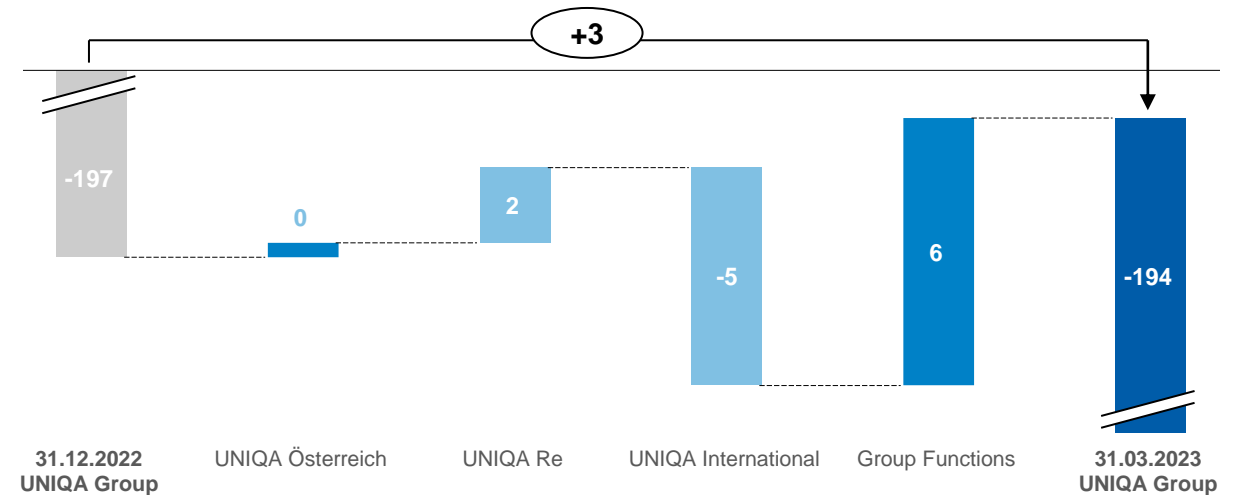 +3
-197
0
2
-5
6
-194
31.12.2022
UNIQA Group
UNIQA Österreich
UNIQA Re
UNIQA International
Group Functions
31.03.2023
UNIQA Group